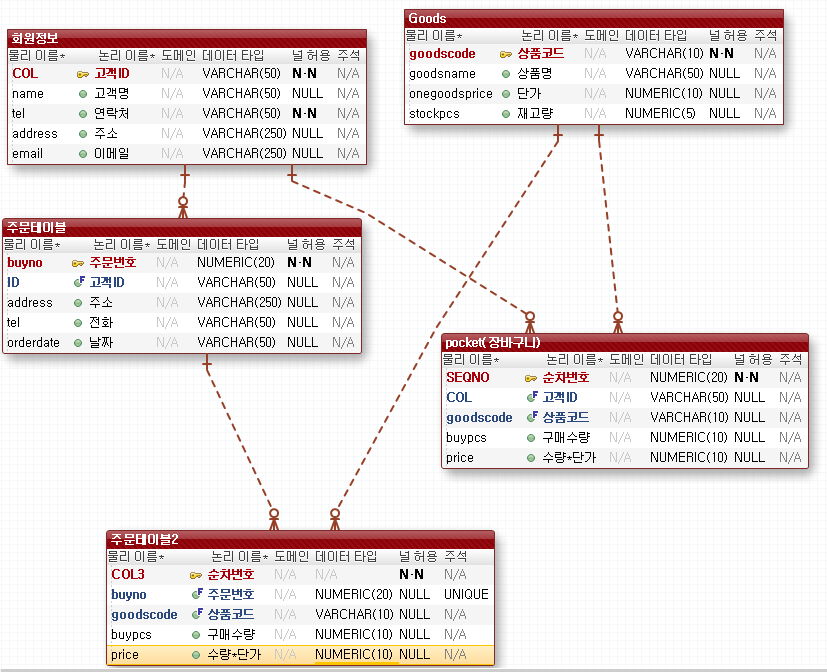 회원정보
물리 이름* 논리 이름* 도메인 데이터 타입 널 허용 주석
COL 고객ID N/A VARCHAR(50) N·N N/A
name 고객명 N/A VARCHAR(50) NULL N/A
tel 연락처 N/A VARCHAR(50) N·N N/A
address 주소 N/A VARCHAR(250) NULL N/A
email 이메일 N/A VARCHAR(250) NULL N/A
Goods
물리 이름* 논리 이름* 도메인 데이터 타입 널 허용 주석
goodscode 상품코드 N/A VARCHAR(10) N·N N/A
goodsname 상품명 N/A VARCHAR(50) NULL N/A
onegoodsprice 단가 N/A NUMERIC(10) NULL N/A
stockpcs 재고량 N/A NUMERIC(5) NULL N/A
주문테이블
물리 이름* 논리 이름* 도메인 데이터 타입 널 허용 주석
buyno 주문번호 N/A NUMERIC(20) N·N N/A
ID 고객ID N/A VARCHAR(50) NULL N/A
address 주소 N/A VARCHAR(250) NULL N/A
tel 전화 N/A VARCHAR(50) NULL N/A
orderdate 날짜 N/A VARCHAR(50) NULL N/A
pocket(장바구니)
물리 이름* 논리 이름* 도메인 데이터 타입 널 허용 주석
SEQNO 순차번호 N/A NUMERIC(20) N·N N/A
COL 고객ID N/A VARCHAR(50) NULL N/A
goodscode 상품코드 N/A VARCHAR(10) NULL N/A
buypcs 구매수량 N/A NUMERIC(10) NULL N/A
price 수량*단가 N/A NUMERIC(10) NULL N/A
주문테이블2
물리 이름* 논리 이름* 도메인 데이터 타입 널 허용 주석
COL3 순차번호 N/A N/A N·N N/A
buyno 주문번호 N/A NUMERIC(20) NULL UNIQUE
goodscode 상품코드 N/A VARCHAR(10) NULL N/A
buypcs 구매수량 N/A NUMERIC(10) NULL N/A
price 수량*단가 N/A NUMERIC(10) NULL N/A